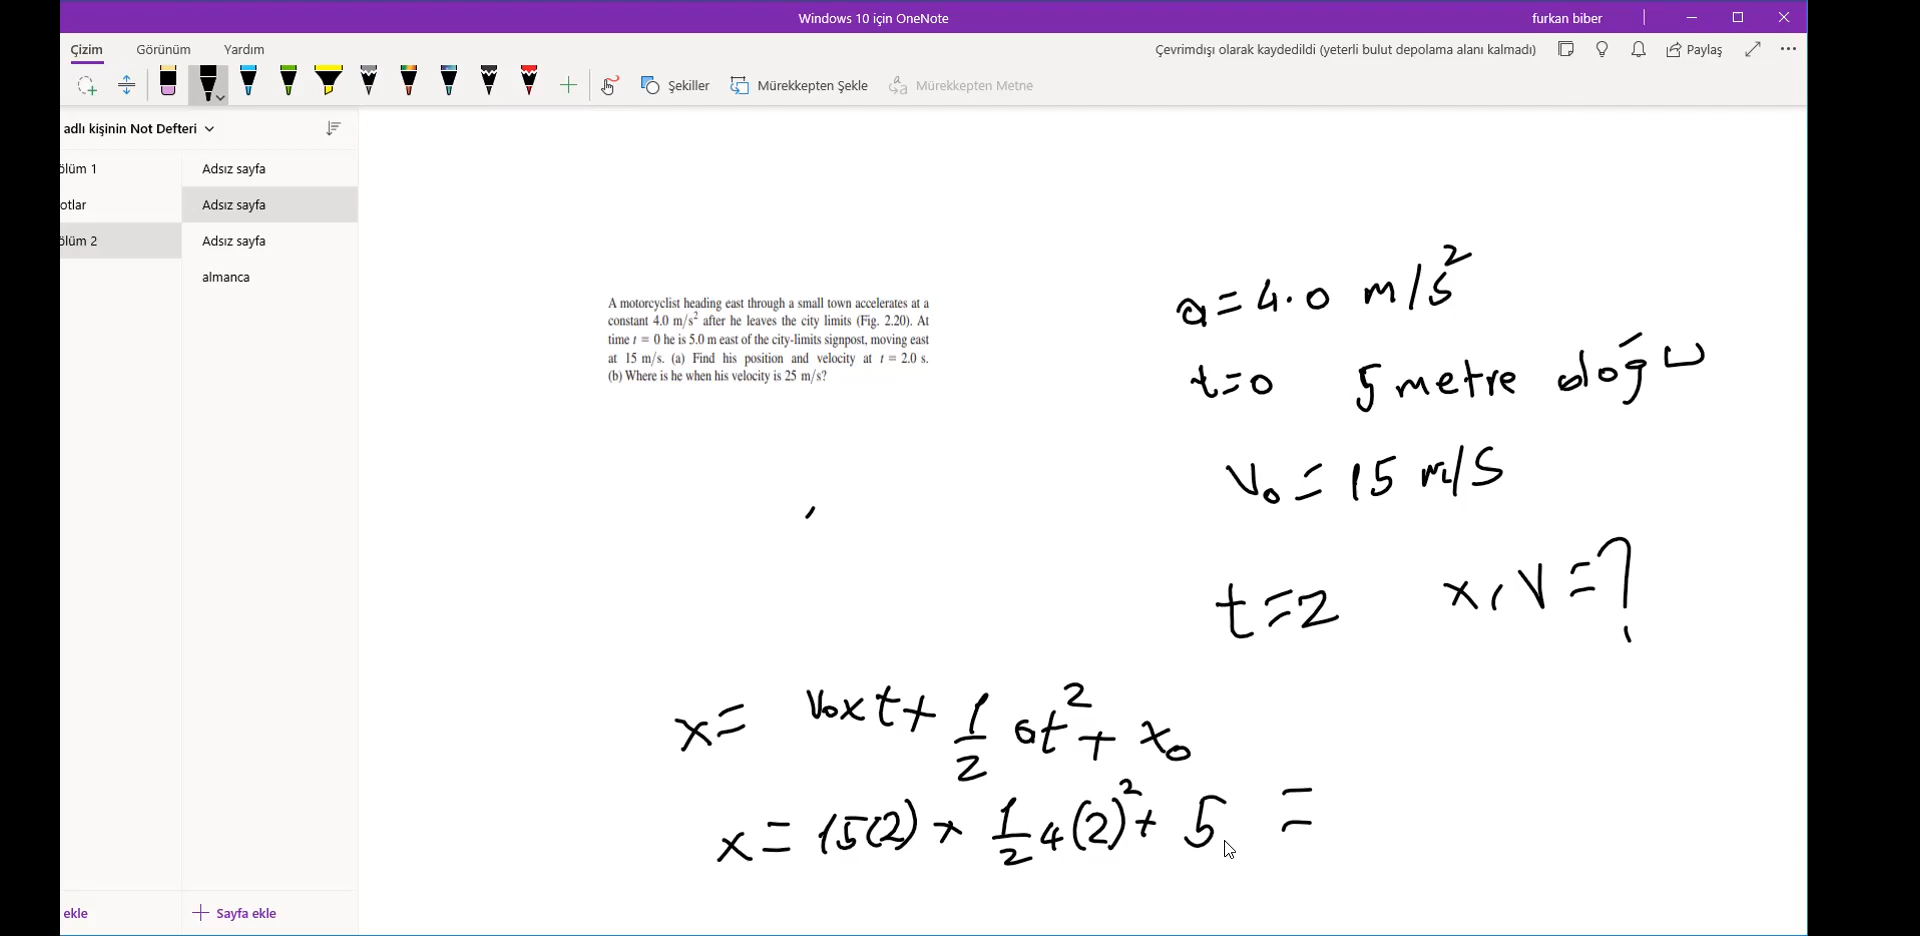 Windows 10 için OneNote
furkan biber
Çizim Görünüm Yardım
Çevrimdışı olarak kaydedildi (yeterli bulut depolama alanı kalmadı)
Paylaş
Şekiller
Mürekkepten Şekle
Mürekkepten Metne
adlı kişinin Not Defteri
ölüm 1
otlar
ölüm 2
Adsız sayfa
Adsız sayfa
Adsız sayfa
almanca
A motorcyclist heading east through a small town accelerates at a
constant 4.0 m/s² after he leaves the city limits (Fig. 2.20). At
time t = 0 he is 5.0 m east of the city-limits signpost, moving east
at 15 m/s. (a) Find his position and velocity at t = 2.0 s.
(b) Where is he when his velocity is 25 m/s?
a = 4.0 m/s²
t=0 5 metre doğu
V₀ = 15 m/s
t=2 x, V =?
x= V₀xt+ 1/2 at² + x₀
x = 15(2) + 1/2 4(2)² + 5 =
ekle
Sayfa ekle